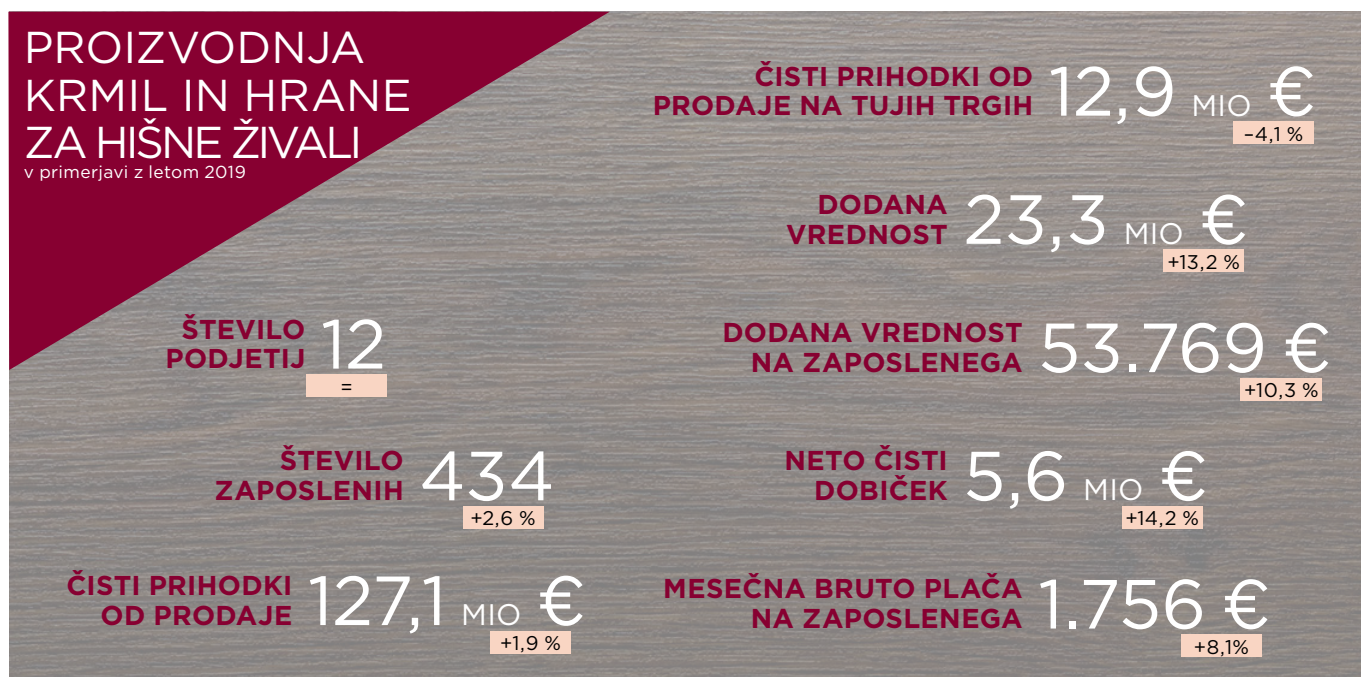 PROIZVODNJA
KRMIL IN HRANE
ZA HIŠNE ŽIVALI
v primerjavi z letom 2019
ŠTEVILO
PODJETIJ 12
=
ŠTEVILO
ZAPOSLENIH 434
+2,6 %
ČISTI PRIHODKI
OD PRODAJE 127,1 MIO €
+1,9 %
ČISTI PRIHODKI OD
PRODAJE NA TUJIH TRGIH 12,9 MIO €
–4,1 %
DODANA
VREDNOST 23,3 MIO €
+13,2 %
DODANA VREDNOST
NA ZAPOSLENEGA 53.769 €
+10,3 %
NETO ČISTI
DOBIČEK 5,6 MIO €
+14,2 %
MESEČNA BRUTO PLAČA
NA ZAPOSLENEGA 1.756 €
+8,1%